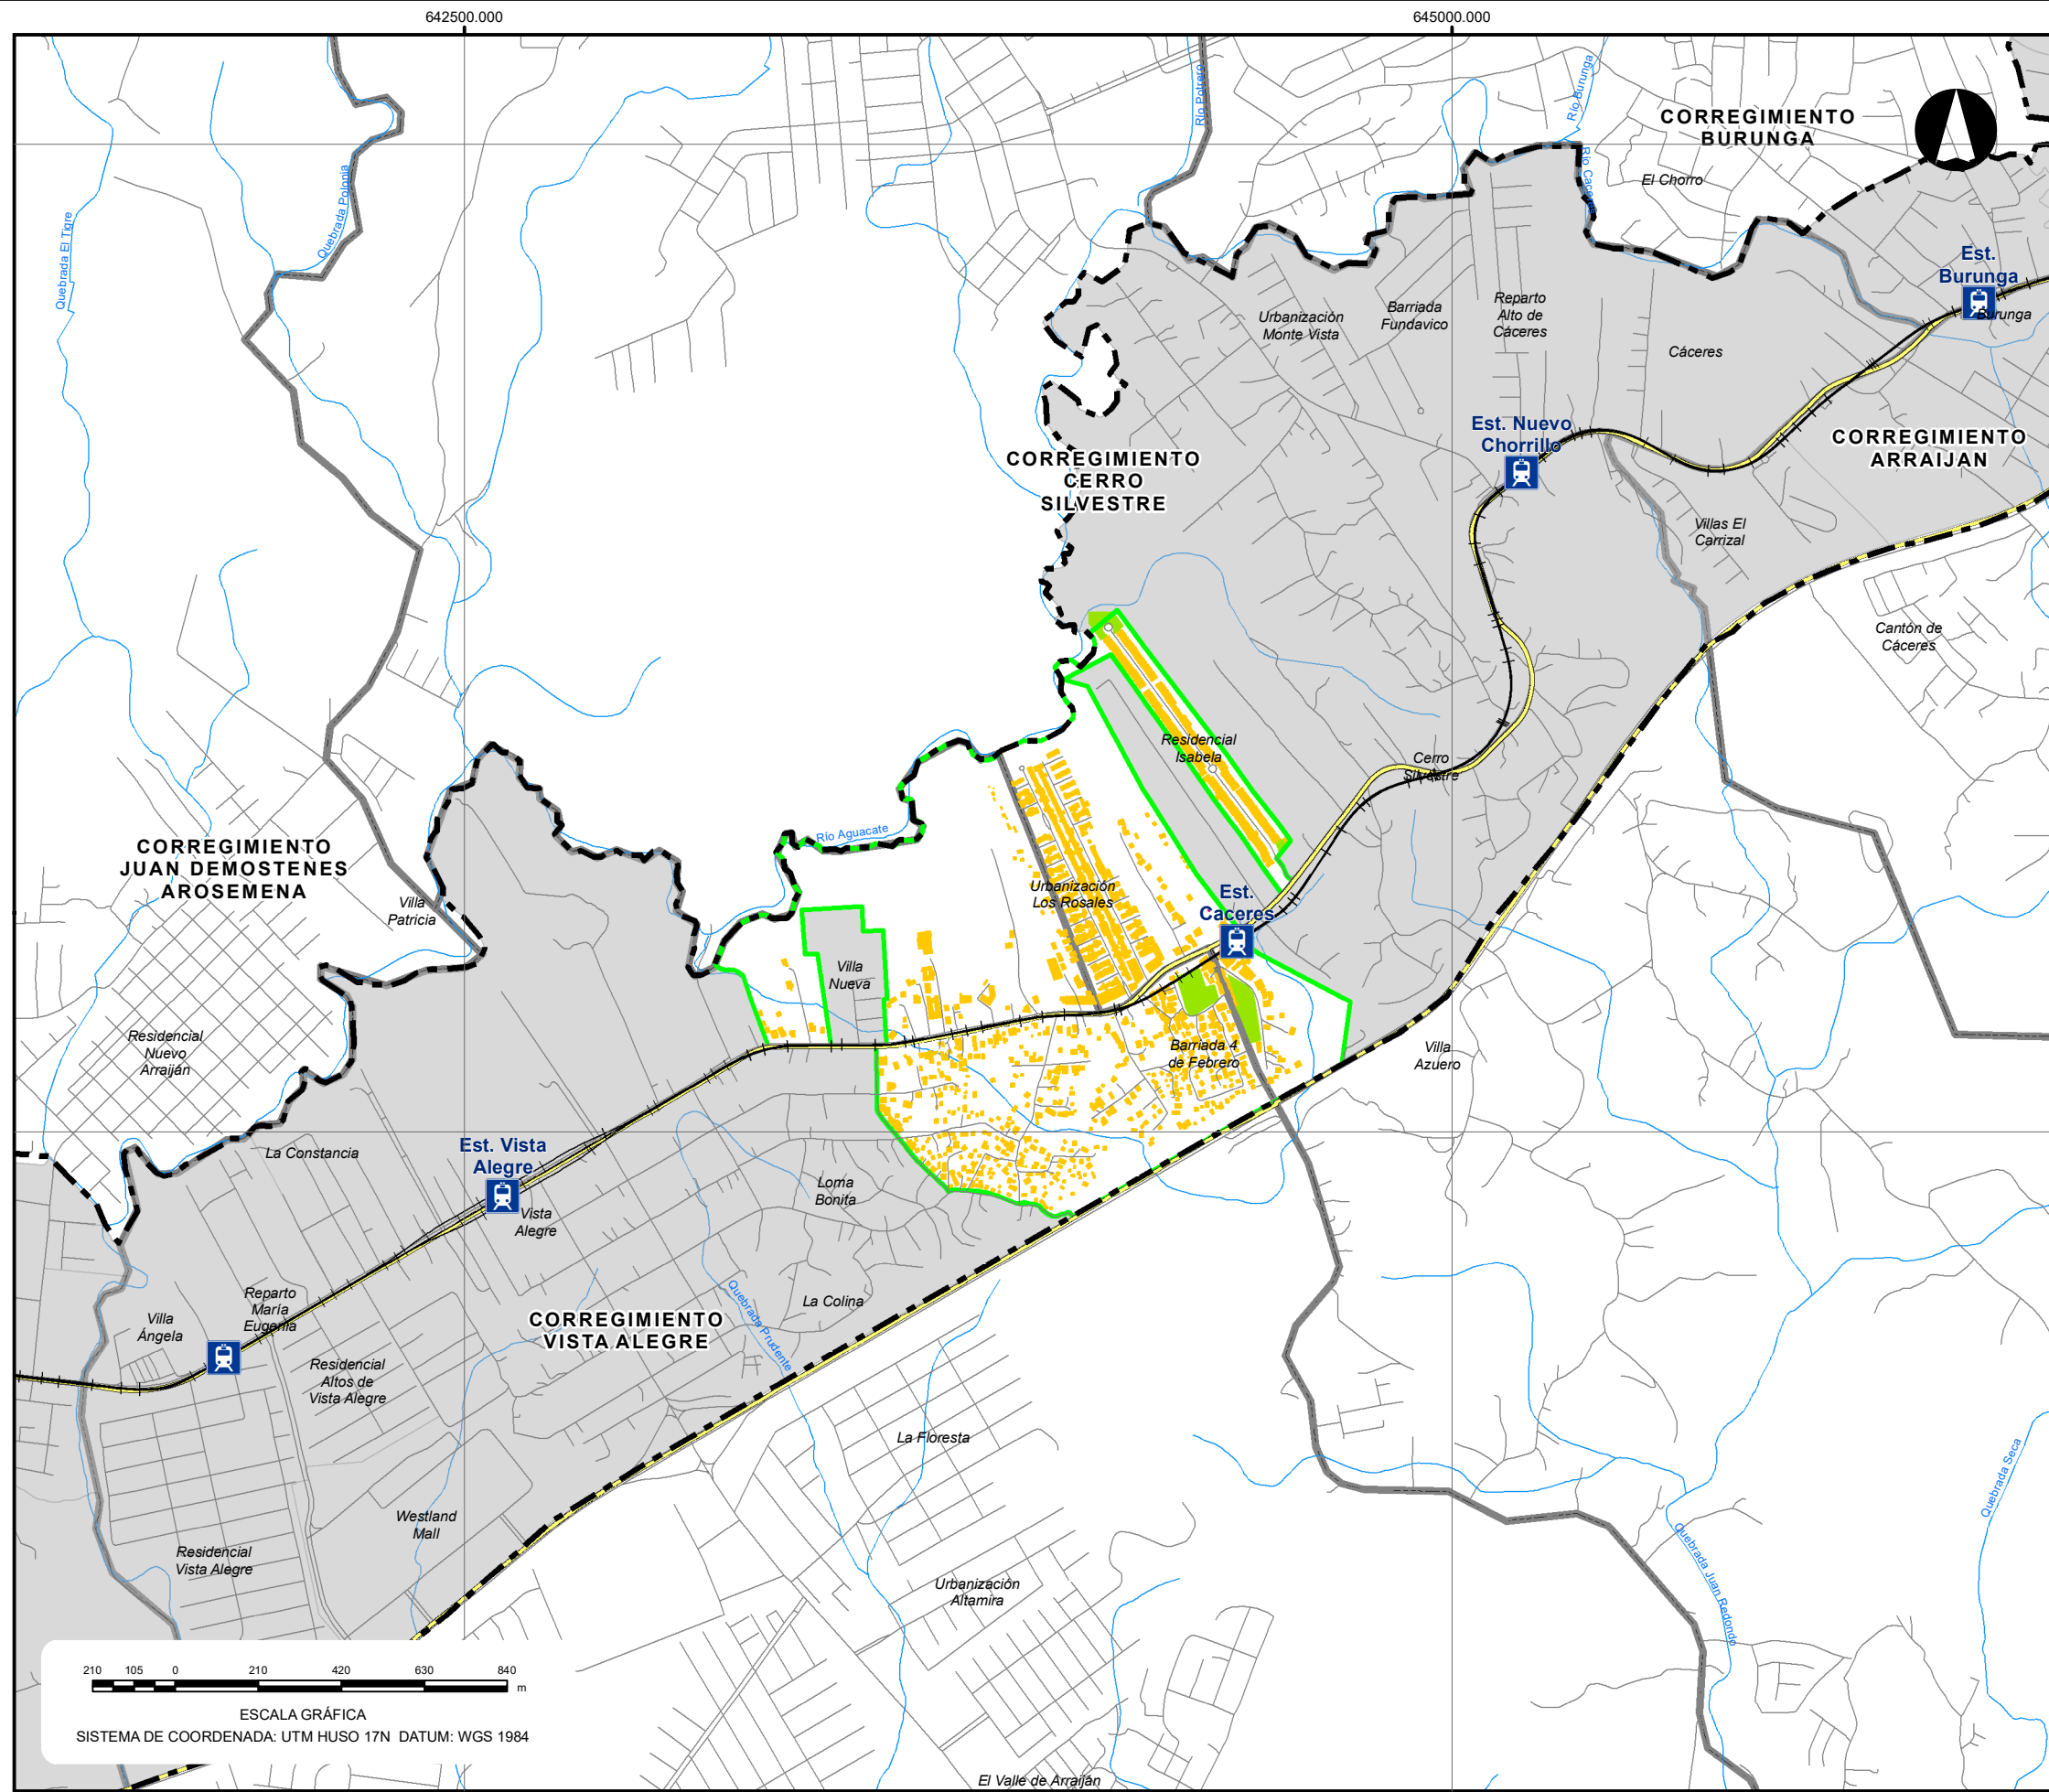 642500.000
645000.000
CORREGIMIENTO
BURUNGA
Río Potrero
Río Burunga
Río Caceres
El Chorro
Quebrada Polonia
Quebrada El Tigre
Est.
Burunga
Burunga
Urbanización
Monte Vista
Barriada
Fundavico
Reparto
Alto de
Cáceres
Cáceres
Est. Nuevo
Chorrillo
CORREGIMIENTO
ARRAIJAN
CORREGIMIENTO
CERRO
SILVESTRE
Villas El
Carrizal
Cantón de
Cáceres
Residencial
Isabela
Cerro
Silvestre
Río Aguacate
CORREGIMIENTO
JUAN DEMOSTENES
AROSEMENA
Villa
Patricia
Urbanización
Los Rosales
Est.
Caceres
Villa
Nueva
Residencial
Nuevo
Arraiján
Barriada 4
de Febrero
Villa
Azuero
La Constancia
Est. Vista
Alegre
Vista
Alegre
Loma
Bonita
La Colina
Quebrada Prudente
CORREGIMIENTO
VISTA ALEGRE
Reparto
María
Eugenia
Villa
Ángela
Residencial
Altos de
Vista Alegre
La Floresta
Quebrada Seca
Westland
Mall
Quebrada Juan Redondo
Residencial
Vista Alegre
Urbanización
Altamira
210 105 0 210 420 630 840
m
ESCALA GRÁFICA
SISTEMA DE COORDENADA: UTM HUSO 17N DATUM: WGS 1984
El Valle de Arraiján